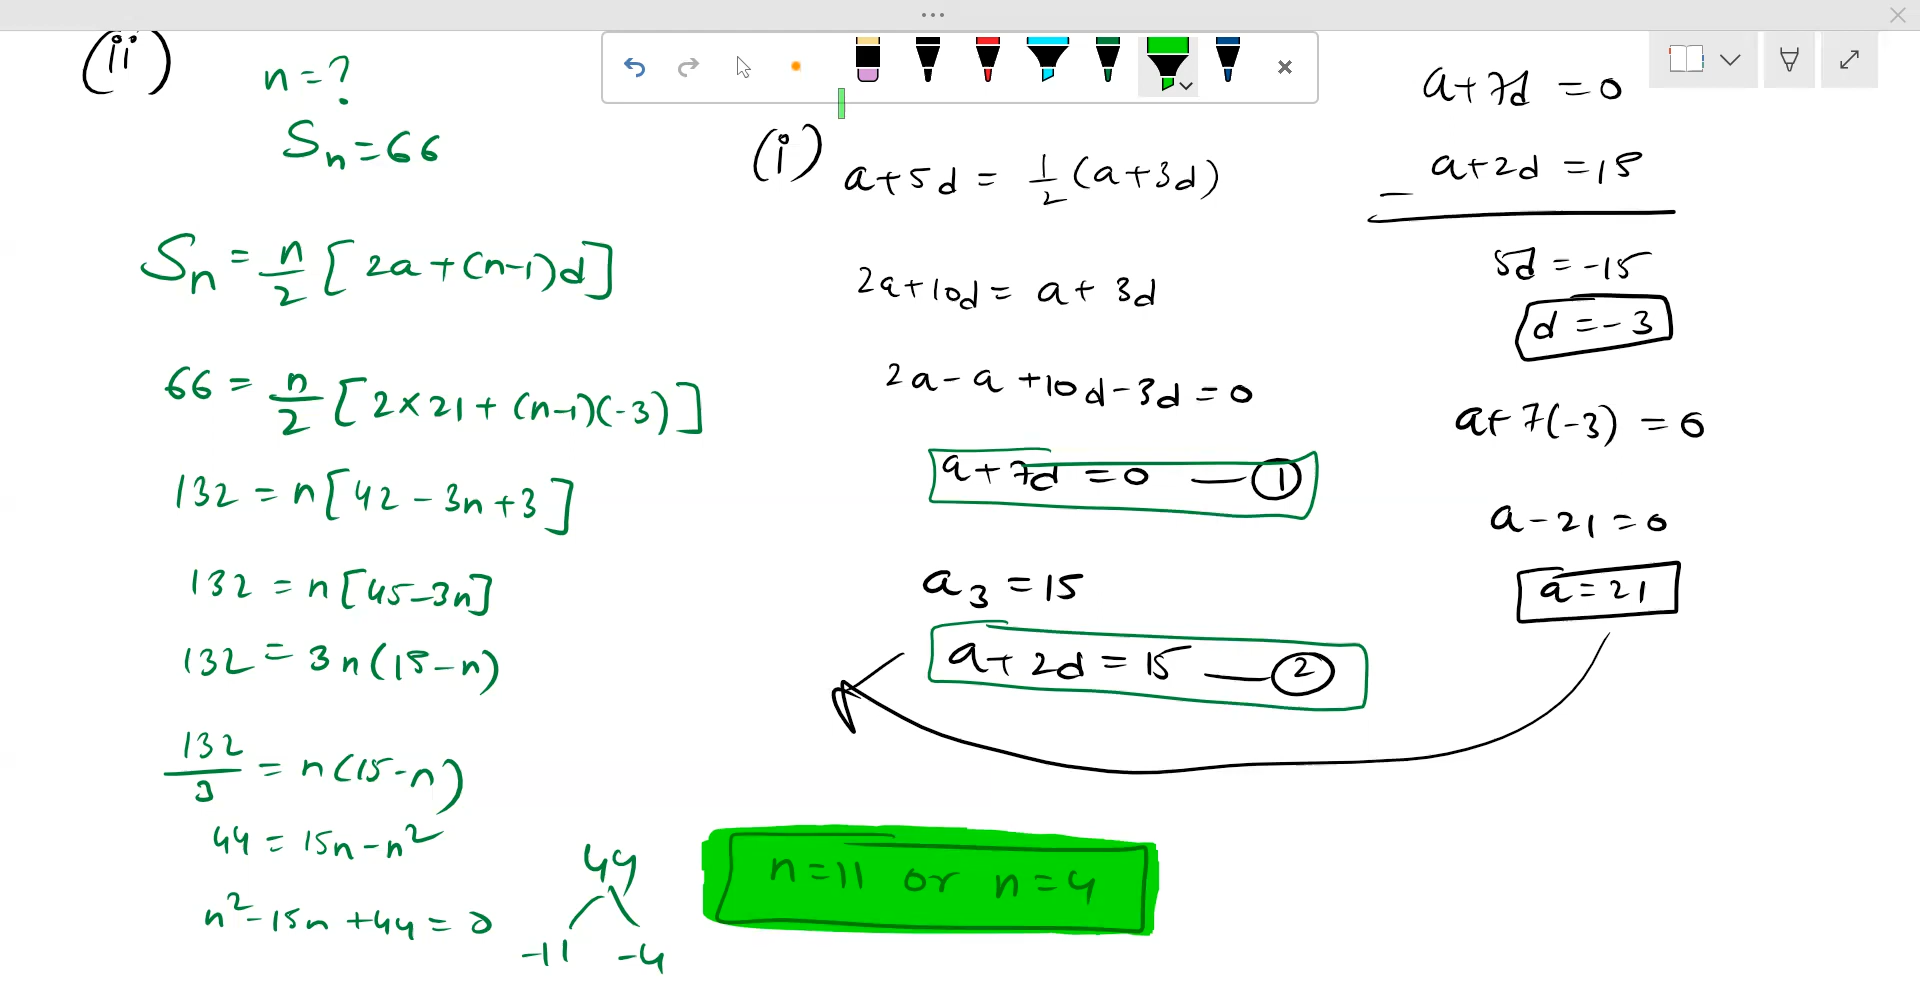 (ii)
n = ?
Sn = 66
Sn = n/2 [2a + (n-1)d]
66 = n/2 [2×21 + (n-1)(-3)]
132 = n[42 - 3n + 3]
132 = n[45 - 3n]
132 = 3n(15 - n)
132/3 = n(15 - n)
44 = 15n - n²
n² - 15n + 44 = 0
44
-11 -4
(i)
a + 5d = 1/2 (a + 3d)
2a + 10d = a + 3d
2a - a + 10d - 3d = 0
a + 7d = 0 — ①
a3 = 15
a + 2d = 15 — ②
n = 11 or n = 4
a + 7d = 0
- a + 2d = 15
5d = -15
d = -3
a + 7(-3) = 0
a - 21 = 0
a = 21